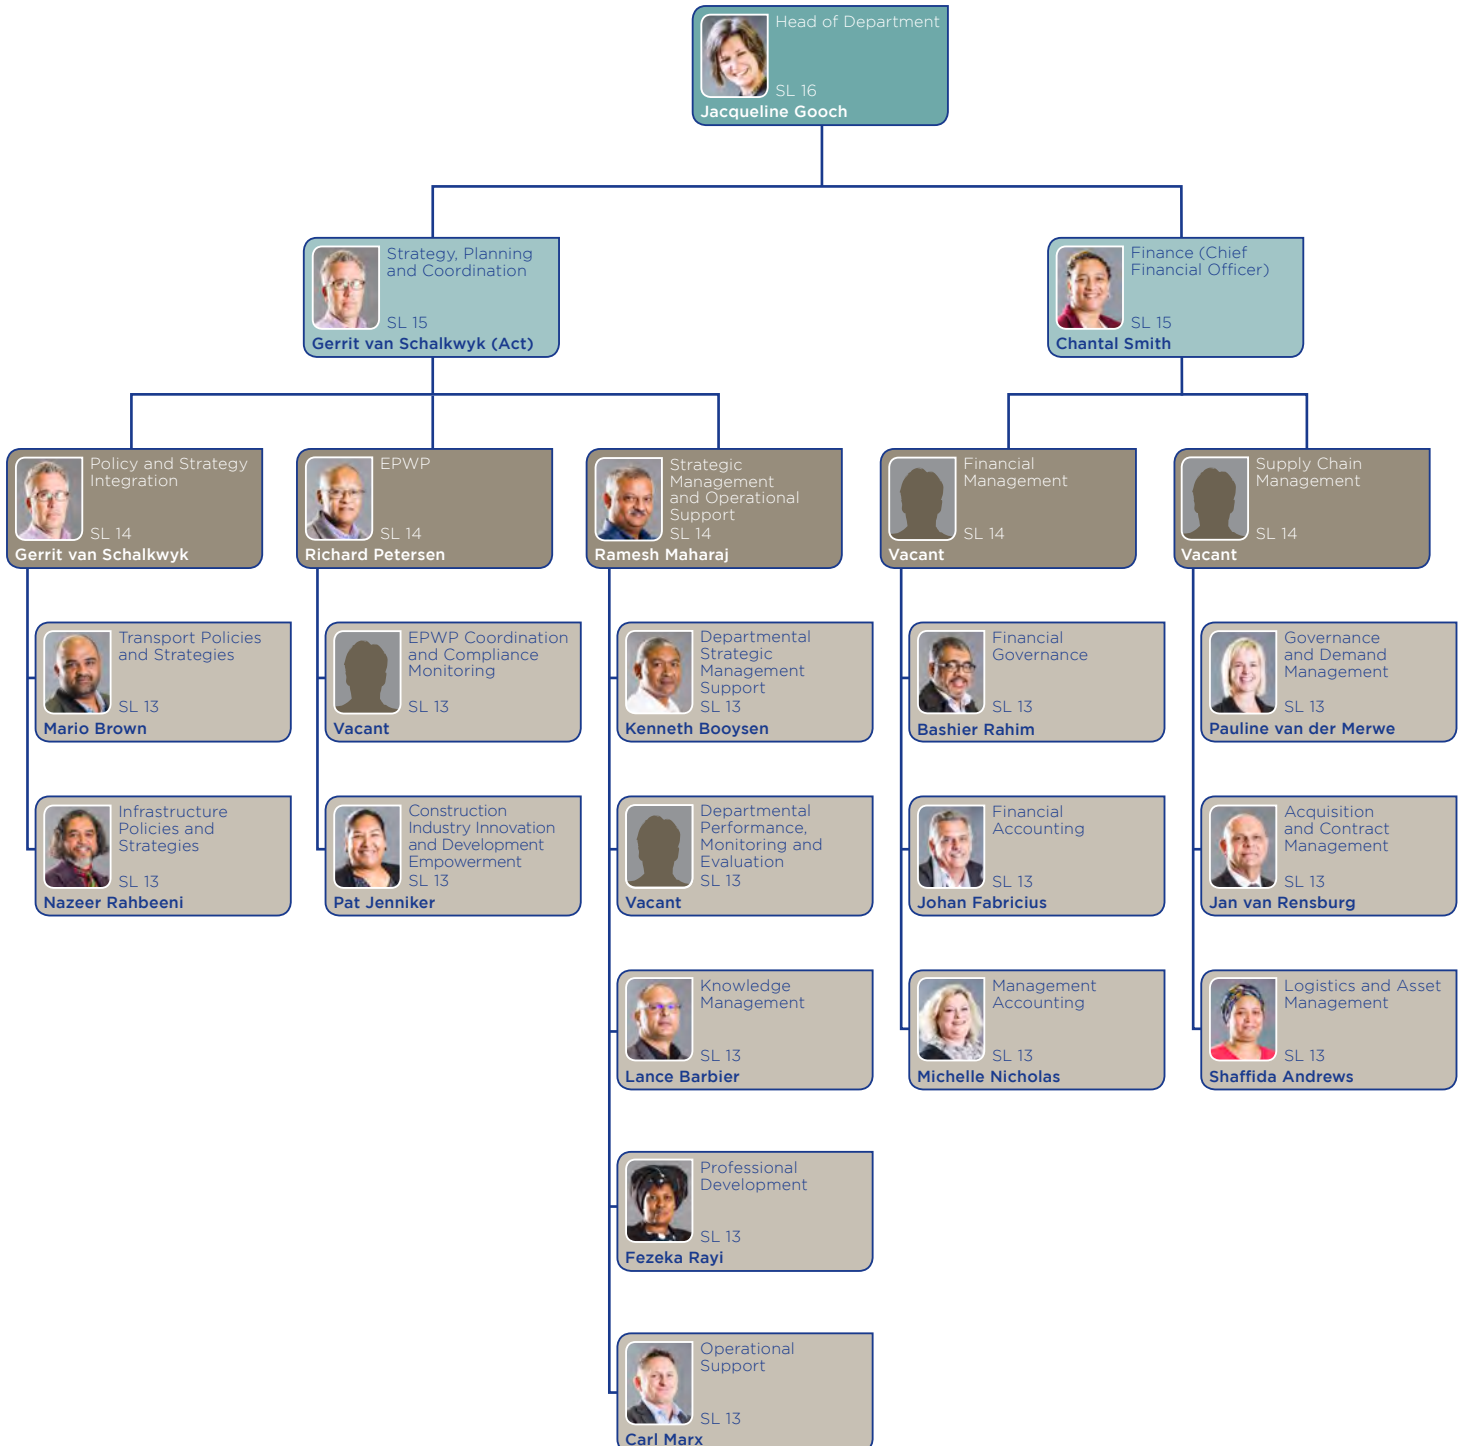 Head of Department
SL 16
Jacqueline Gooch
Strategy, Planning
and Coordination
SL 15
Gerrit van Schalkwyk (Act)
Finance (Chief
Financial Officer)
SL 15
Chantal Smith
Policy and Strategy
Integration
SL 14
Gerrit van Schalkwyk
EPWP
SL 14
Richard Petersen
Strategic
Management
and Operational
Support
SL 14
Ramesh Maharaj
Financial
Management
SL 14
Vacant
Supply Chain
Management
SL 14
Vacant
Transport Policies
and Strategies
SL 13
Mario Brown
EPWP Coordination
and Compliance
Monitoring
SL 13
Vacant
Departmental
Strategic
Management
Support
SL 13
Kenneth Booysen
Financial
Governance
SL 13
Bashier Rahim
Governance
and Demand
Management
SL 13
Pauline van der Merwe
Infrastructure
Policies and
Strategies
SL 13
Nazeer Rahbeeni
Construction
Industry Innovation
and Development
Empowerment
SL 13
Pat Jenniker
Departmental
Performance,
Monitoring and
Evaluation
SL 13
Vacant
Financial
Accounting
SL 13
Johan Fabricius
Acquisition
and Contract
Management
SL 13
Jan van Rensburg
Knowledge
Management
SL 13
Lance Barbier
Management
Accounting
SL 13
Michelle Nicholas
Logistics and Asset
Management
SL 13
Shaffida Andrews
Professional
Development
SL 13
Fezeka Rayi
Operational
Support
SL 13
Carl Marx